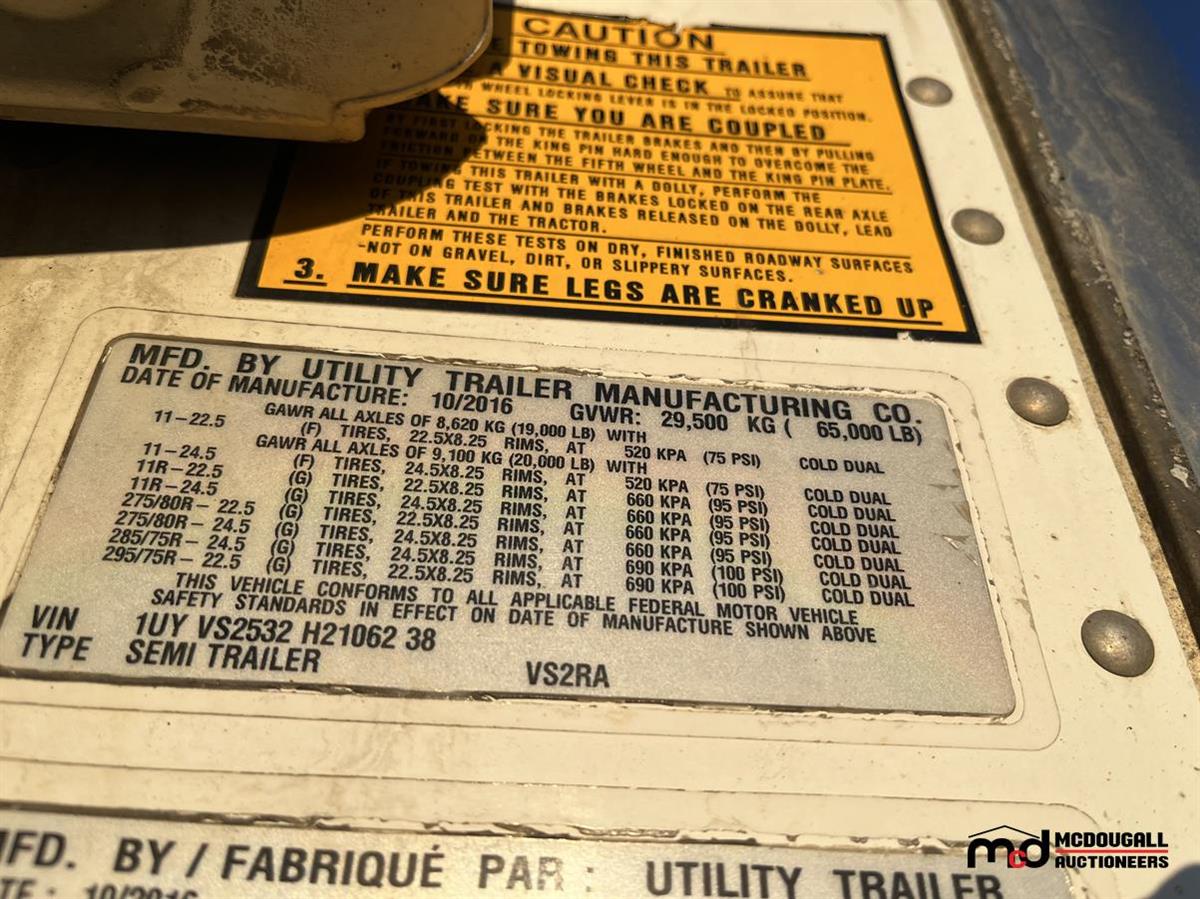 CAUTION
TOWING THIS TRAILER
A VISUAL CHECK TO ASSURE THAT
WHEEL LOCKING LEVER IS IN THE LOCKED POSITION.
MAKE SURE YOU ARE COUPLED
BY FIRST LOCKING THE TRAILER BRAKES AND THEN BY PULLING
FORWARD ON THE KING PIN HARD ENOUGH TO OVERCOME THE
FRICTION BETWEEN THE FIFTH WHEEL AND THE KING PIN PLATE.
IF TOWING THIS TRAILER WITH A DOLLY, PERFORM THE
COUPLING TEST WITH THE BRAKES LOCKED ON THE REAR AXLE
OF THIS TRAILER AND BRAKES RELEASED ON THE DOLLY, LEAD
TRAILER AND THE TRACTOR.
PERFORM THESE TESTS ON DRY, FINISHED ROADWAY SURFACES
-NOT ON GRAVEL, DIRT, OR SLIPPERY SURFACES.
3. MAKE SURE LEGS ARE CRANKED UP
MFD. BY UTILITY TRAILER MANUFACTURING CO.
DATE OF MANUFACTURE: 10/2016 GVWR: 29,500 KG ( 65,000 LB)
GAWR ALL AXLES OF 8,620 KG (19,000 LB) WITH
11-22.5 (F) TIRES, 22.5X8.25 RIMS, AT 520 KPA (75 PSI) COLD DUAL
GAWR ALL AXLES OF 9,100 KG (20,000 LB) WITH
11-24.5 (F) TIRES, 24.5X8.25 RIMS, AT 520 KPA (75 PSI) COLD DUAL
11R-22.5 (G) TIRES, 22.5X8.25 RIMS, AT 660 KPA (95 PSI) COLD DUAL
11R-24.5 (G) TIRES, 24.5X8.25 RIMS, AT 660 KPA (95 PSI) COLD DUAL
275/80R- 22.5 (G) TIRES, 22.5X8.25 RIMS, AT 660 KPA (95 PSI) COLD DUAL
275/80R- 24.5 (G) TIRES, 24.5X8.25 RIMS, AT 660 KPA (95 PSI) COLD DUAL
285/75R- 24.5 (G) TIRES, 24.5X8.25 RIMS, AT 690 KPA (100 PSI) COLD DUAL
295/75R- 22.5 (G) TIRES, 22.5X8.25 RIMS, AT 690 KPA (100 PSI) COLD DUAL
THIS VEHICLE CONFORMS TO ALL APPLICABLE FEDERAL MOTOR VEHICLE
SAFETY STANDARDS IN EFFECT ON DATE OF MANUFACTURE SHOWN ABOVE
VIN 1UY VS2532 H21062 38
TYPE SEMI TRAILER VS2RA
MFD. BY / FABRIQUÉ PAR : UTILITY TRAILER
10/2016
mcd MCDOUGALL
AUCTIONEERS